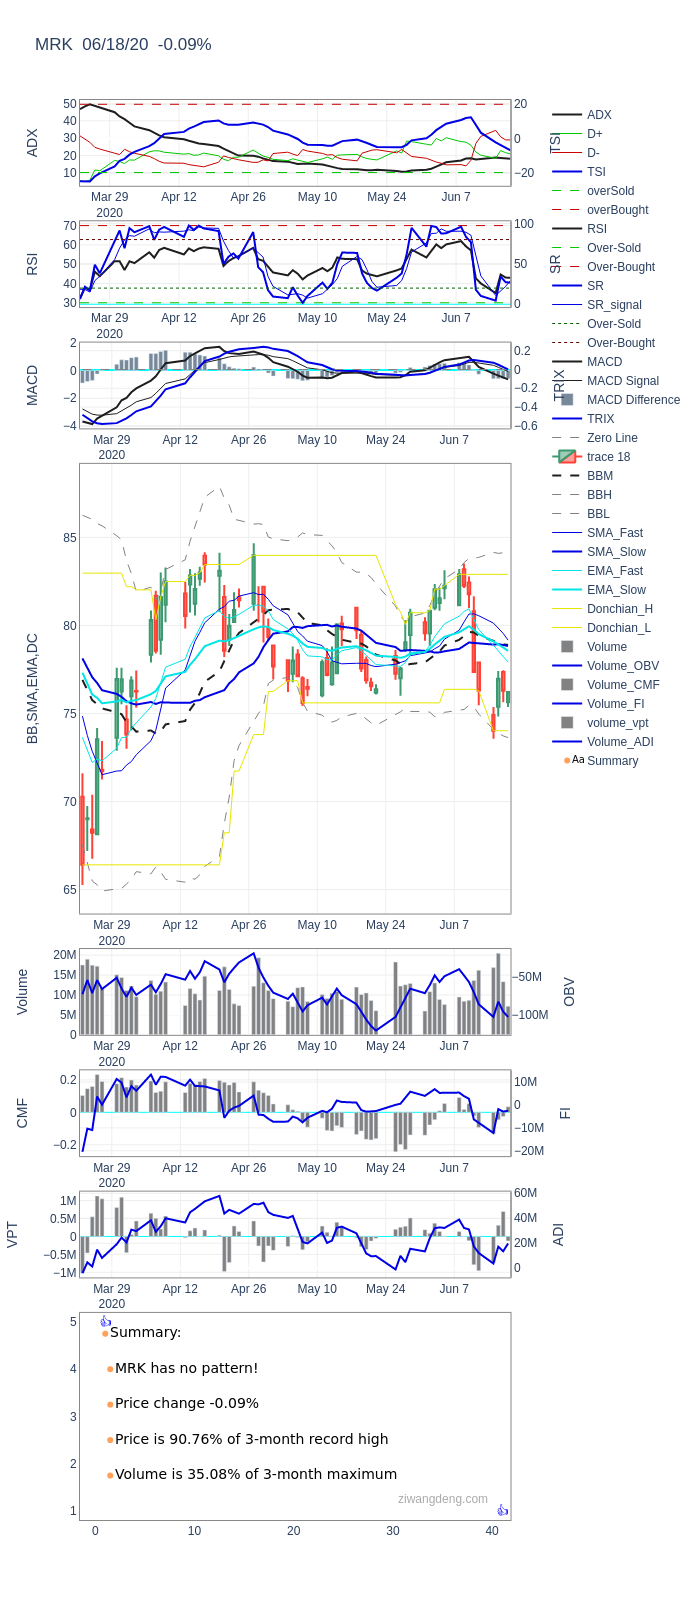 MRK  06/18/20  -0.09%
50
40
30
20
10
ADX
20
0
−20
TSI
Mar 29
Apr 12
Apr 26
May 10
May 24
Jun 7
2020
70
60
50
40
30
RSI
100
50
0
SR
Mar 29
Apr 12
Apr 26
May 10
May 24
Jun 7
2020
2
0
−2
−4
MACD
0.2
0
−0.2
−0.4
−0.6
TRIX
Mar 29
Apr 12
Apr 26
May 10
May 24
Jun 7
2020
85
80
75
70
65
BB,SMA,EMA,DC
Mar 29
Apr 12
Apr 26
May 10
May 24
Jun 7
2020
20M
15M
10M
5M
0
Volume
−50M
−100M
OBV
Mar 29
Apr 12
Apr 26
May 10
May 24
Jun 7
2020
0.2
0
−0.2
CMF
10M
0
−10M
−20M
FI
Mar 29
Apr 12
Apr 26
May 10
May 24
Jun 7
2020
1M
0.5M
0
−0.5M
−1M
VPT
60M
40M
20M
0
ADI
Mar 29
Apr 12
Apr 26
May 10
May 24
Jun 7
2020
5
4
3
2
1
Summary:
MRK has no pattern!
Price change -0.09%
Price is 90.76% of 3-month record high
Volume is 35.08% of 3-month maximum
ziwangdeng.com
0
10
20
30
40
ADX
D+
D-
TSI
overSold
overBought
RSI
Over-Sold
Over-Bought
SR
SR_signal
Over-Sold
Over-Bought
MACD
MACD Signal
MACD Difference
TRIX
Zero Line
trace 18
BBM
BBH
BBL
SMA_Fast
SMA_Slow
EMA_Fast
EMA_Slow
Donchian_H
Donchian_L
Volume
Volume_OBV
Volume_CMF
Volume_FI
volume_vpt
Volume_ADI
Aa Summary